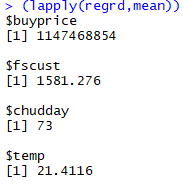 > (lapply(regrd,mean))
$buyprice
[1] 1147468854
$fscust
[1] 1581.276
$chudday
[1] 73
$temp
[1] 21.4116